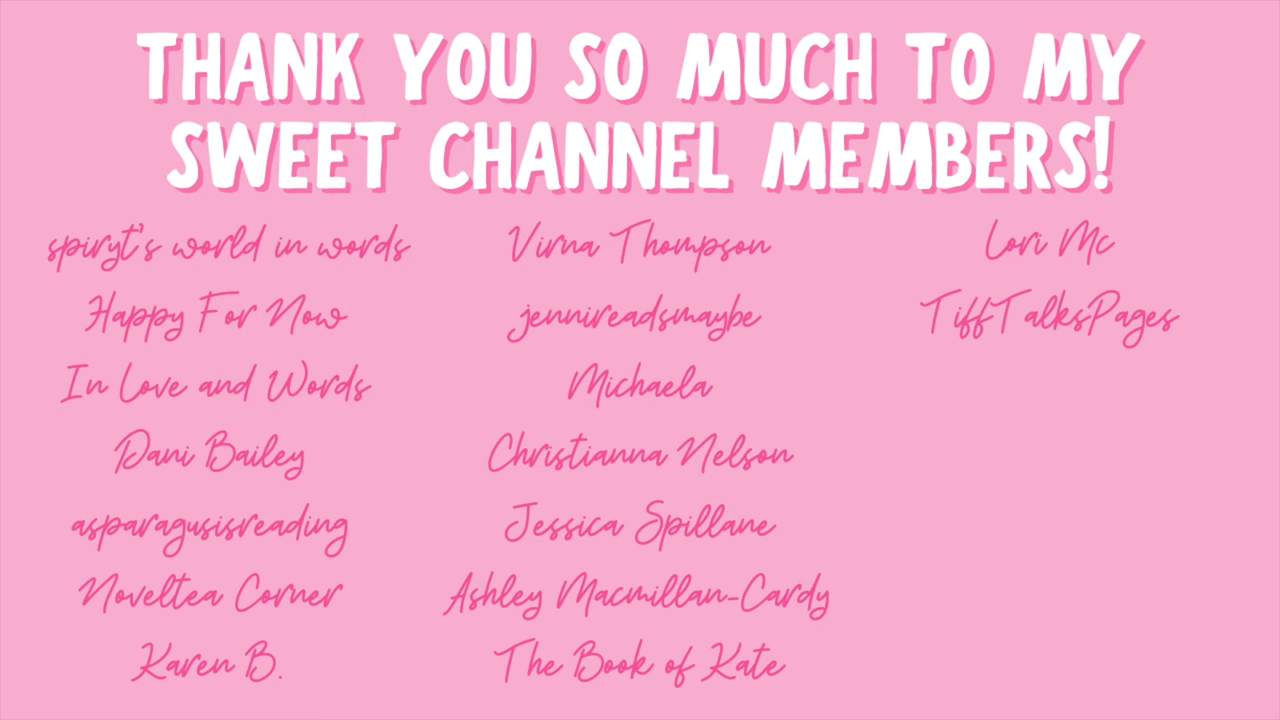 THANK YOU SO MUCH TO MY
SWEET CHANNEL MEMBERS!
spiryt's world in words
Happy For Now
In Love and Words
Dani Bailey
asparagusisreading
Noveltea Corner
Karen B.
Virna Thompson
jennireadsmaybe
Michaela
Christianna Nelson
Jessica Spillane
Ashley Macmillan-Cardy
The Book of Kate
Lori Mc
TiffTalksPages